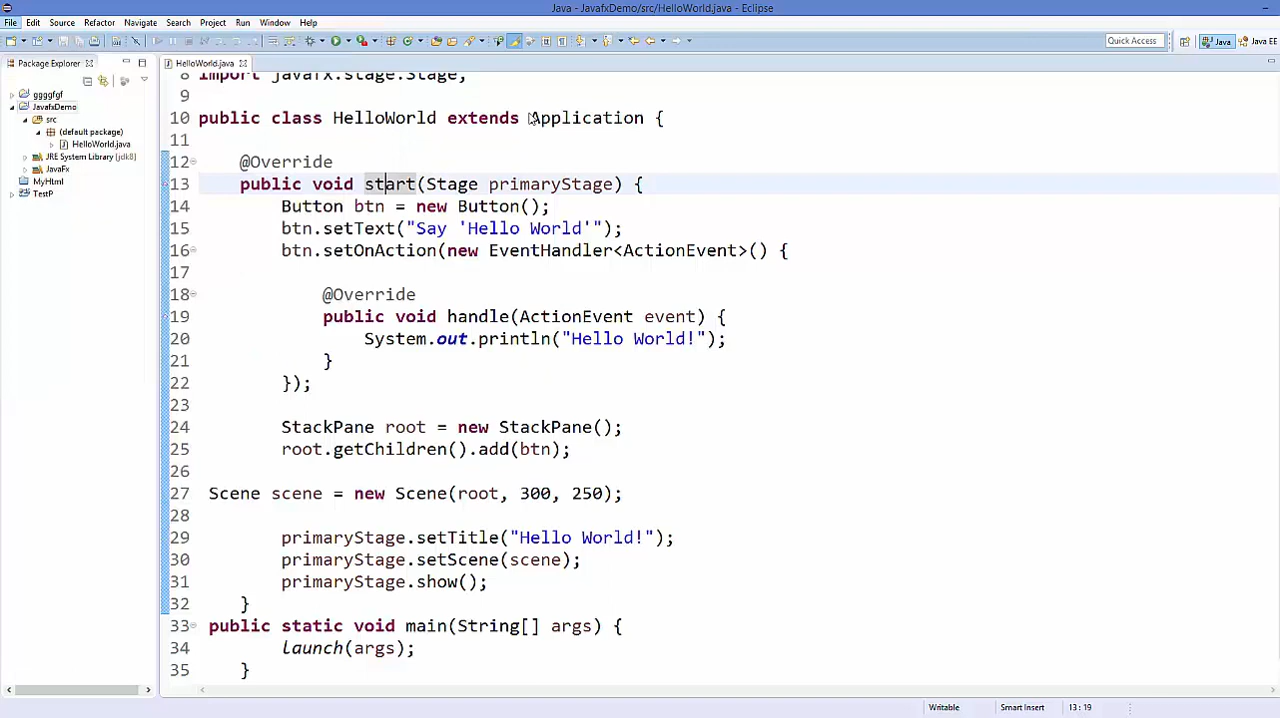 Java - JavafxDemo/src/HelloWorld.java - Eclipse
File Edit Source Refactor Navigate Search Project Run Window Help
Quick Access Java Java EE
Package Explorer HelloWorld.java
ggggfgf
JavafxDemo
src
(default package)
HelloWorld.java
JRE System Library [jdk8]
JavaFx
MyHtml
TestP
8 import javafx.stage.Stage;
9
10 public class HelloWorld extends Application {
11
12 @Override
13 public void start(Stage primaryStage) {
14 Button btn = new Button();
15 btn.setText("Say 'Hello World'");
16 btn.setOnAction(new EventHandler<ActionEvent>() {
17
18 @Override
19 public void handle(ActionEvent event) {
20 System.out.println("Hello World!");
21 }
22 });
23
24 StackPane root = new StackPane();
25 root.getChildren().add(btn);
26
27 Scene scene = new Scene(root, 300, 250);
28
29 primaryStage.setTitle("Hello World!");
30 primaryStage.setScene(scene);
31 primaryStage.show();
32 }
33 public static void main(String[] args) {
34 launch(args);
35 }
Writable Smart Insert 13 : 19